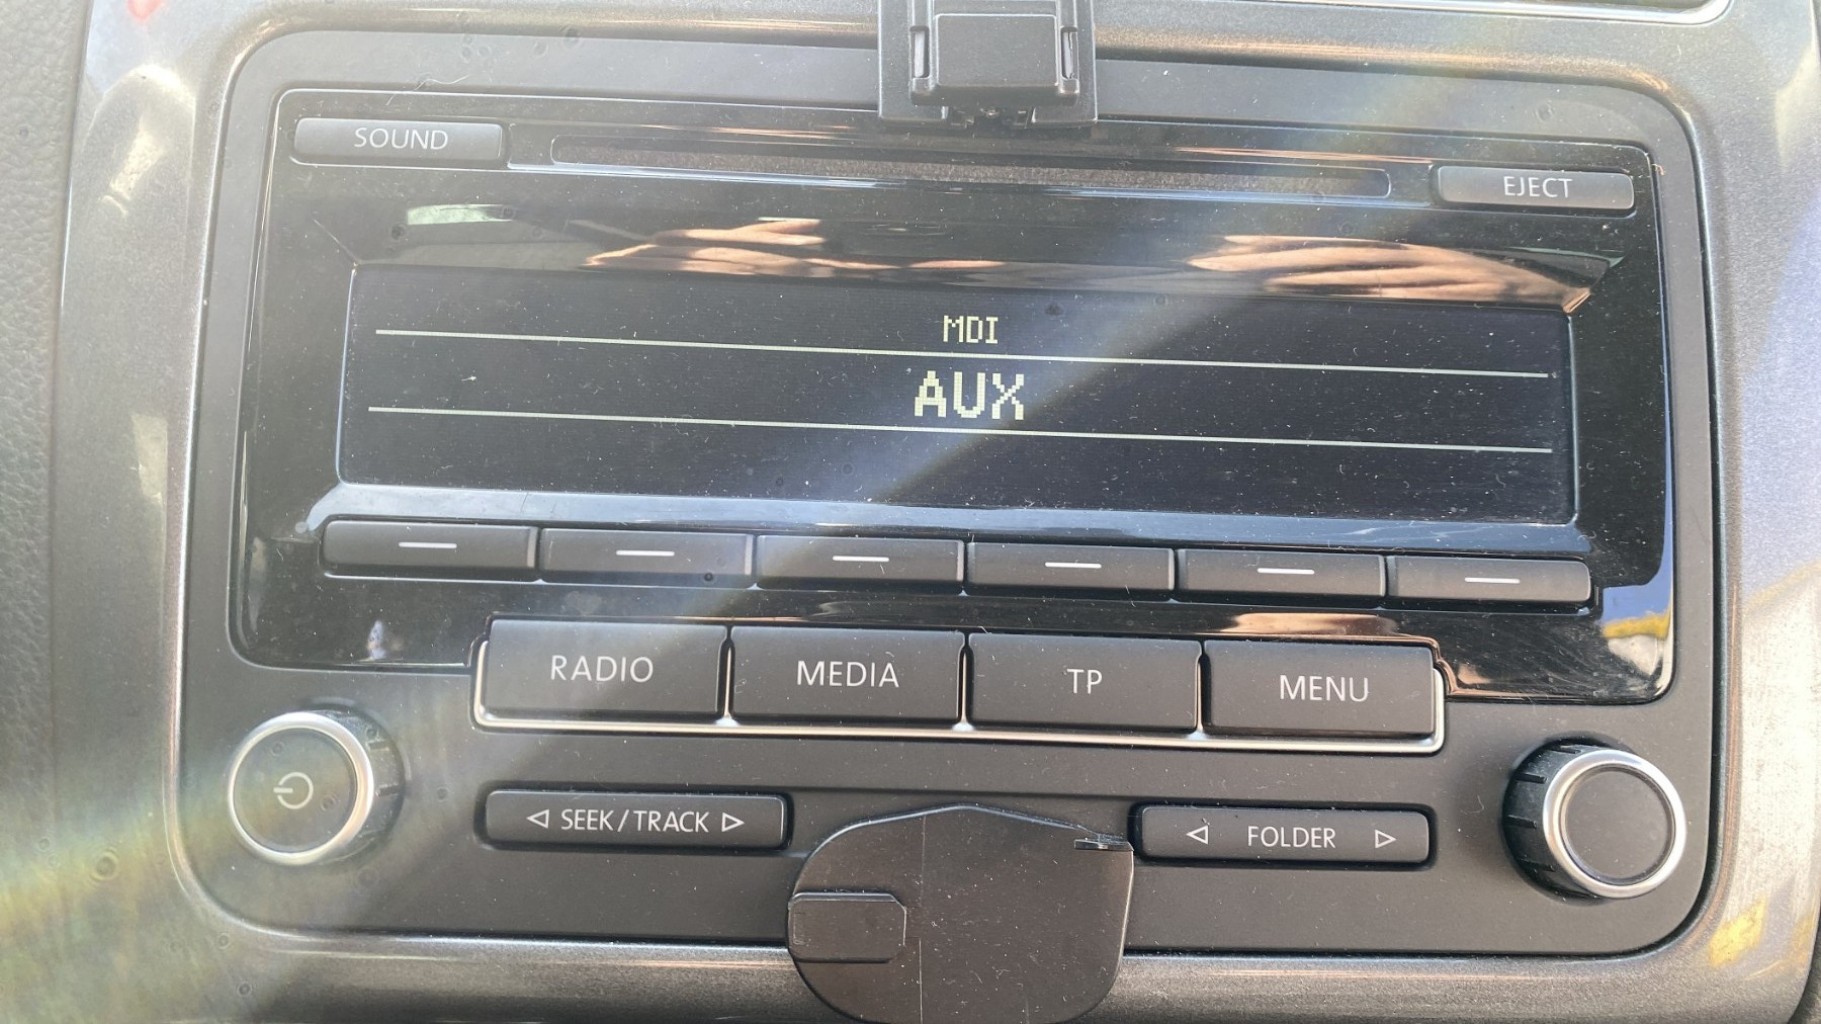 SOUND
EJECT
MDI
AUX
RADIO MEDIA TP MENU
◁ SEEK/TRACK ▷
◁ FOLDER ▷